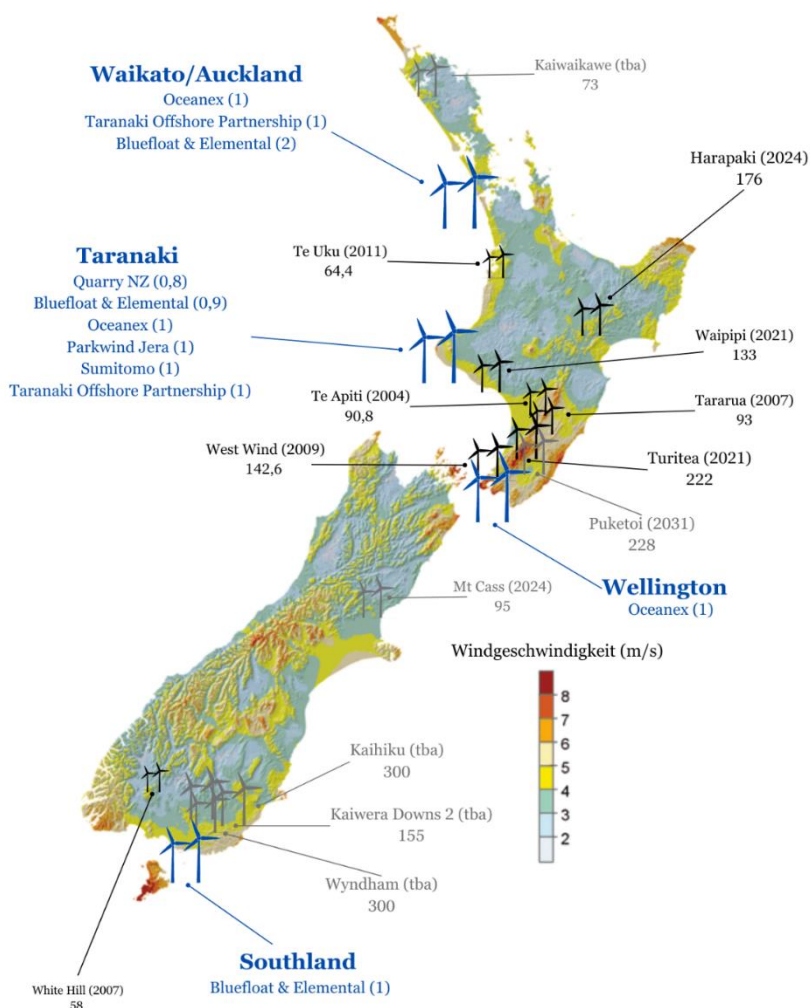 Waikato/Auckland
Oceanex (1)
Taranaki Offshore Partnership (1)
Bluefloat & Elemental (2)
Kaiwaikawe (tba)
73
Harapaki (2024)
176
Te Uku (2011)
64,4
Taranaki
Quarry NZ (0,8)
Bluefloat & Elemental (0,9)
Oceanex (1)
Parkwind Jera (1)
Sumitomo (1)
Taranaki Offshore Partnership (1)
Waipipi (2021)
133
Te Apiti (2004)
90,8
Tararua (2007)
93
West Wind (2009)
142,6
Turitea (2021)
222
Puketoi (2031)
228
Mt Cass (2024)
95
Wellington
Oceanex (1)
Windgeschwindigkeit (m/s)
8
7
6
5
4
3
2
Kaihiku (tba)
300
Kaiwera Downs 2 (tba)
155
Wyndham (tba)
300
Southland
Bluefloat & Elemental (1)
White Hill (2007)
58